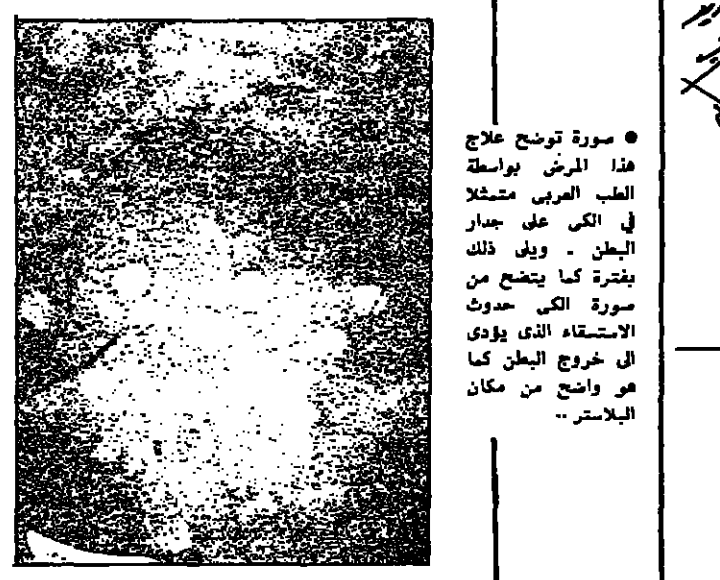 ● صورة توضح علاج
هذا المرض بواسطة
الطب العربى متمثلا
في الكى على جدار
البطن . ويلى ذلك
بفترة كما يتضح من
صورة الكى حدوث
الاستسقاء الذى يؤدى
الى خروج البطن كما
هو واضح من مكان
البلاستر ..